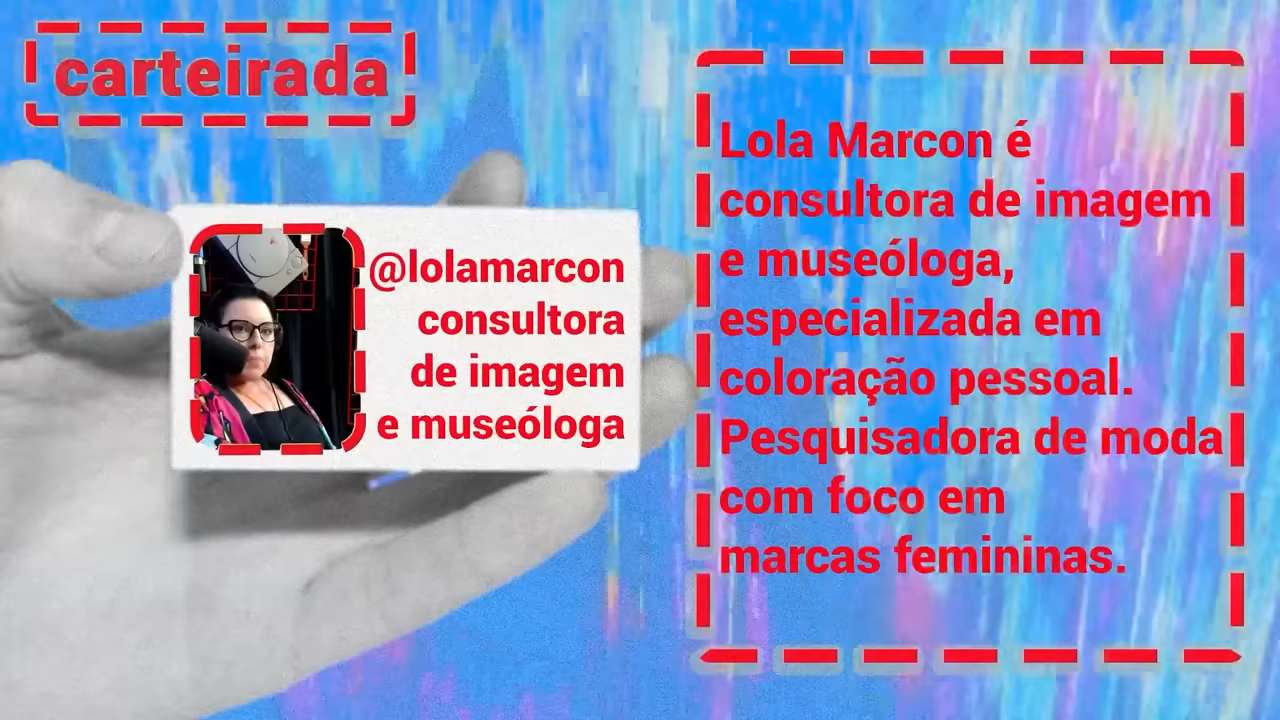 carteirada
@lolamarcon
consultora
de imagem
e museóloga
Lola Marcon é
consultora de imagem
e museóloga,
especializada em
coloração pessoal.
Pesquisadora de moda
com foco em
marcas femininas.